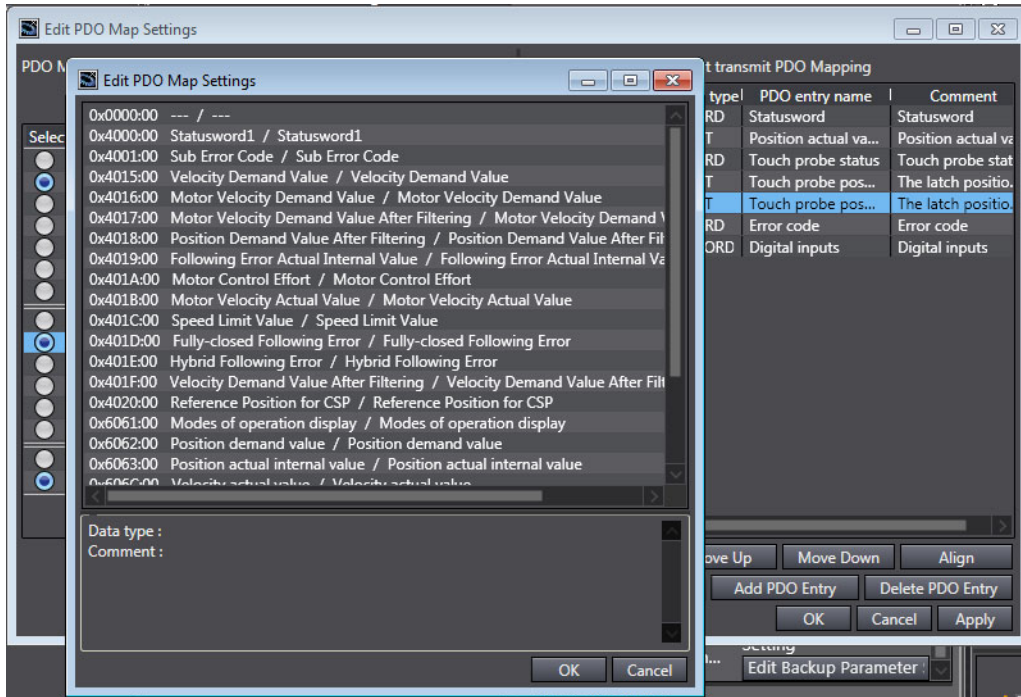 Edit PDO Map Settings
PDO
Edit PDO Map Settings
t transmit PDO Mapping
type PDO entry name Comment
Selec
0x0000:00 --- / ---
0x4000:00 Statusword1 / Statusword1
0x4001:00 Sub Error Code / Sub Error Code
0x4015:00 Velocity Demand Value / Velocity Demand Value
0x4016:00 Motor Velocity Demand Value / Motor Velocity Demand Value
0x4017:00 Motor Velocity Demand Value After Filtering / Motor Velocity Demand
0x4018:00 Position Demand Value After Filtering / Position Demand Value After Filt
0x4019:00 Following Error Actual Internal Value / Following Error Actual Internal Va
0x401A:00 Motor Control Effort / Motor Control Effort
0x401B:00 Motor Velocity Actual Value / Motor Velocity Actual Value
0x401C:00 Speed Limit Value / Speed Limit Value
0x401D:00 Fully-closed Following Error / Fully-closed Following Error
0x401E:00 Hybrid Following Error / Hybrid Following Error
0x401F:00 Velocity Demand Value After Filtering / Velocity Demand Value After Filt
0x4020:00 Reference Position for CSP / Reference Position for CSP
0x6061:00 Modes of operation display / Modes of operation display
0x6062:00 Position demand value / Position demand value
0x6063:00 Position actual internal value / Position actual internal value
0x606C:00 Velocity actual value / Velocity actual value
RD Statusword Statusword
T Position actual va... Position actual va
RD Touch probe status Touch probe stat
T Touch probe pos... The latch positio.
T Touch probe pos... The latch positio.
RD Error code Error code
ORD Digital inputs Digital inputs
Data type :
Comment :
OK Cancel
ove Up Move Down Align
Add PDO Entry Delete PDO Entry
OK Cancel Apply
Setting
n... Edit Backup Parameter